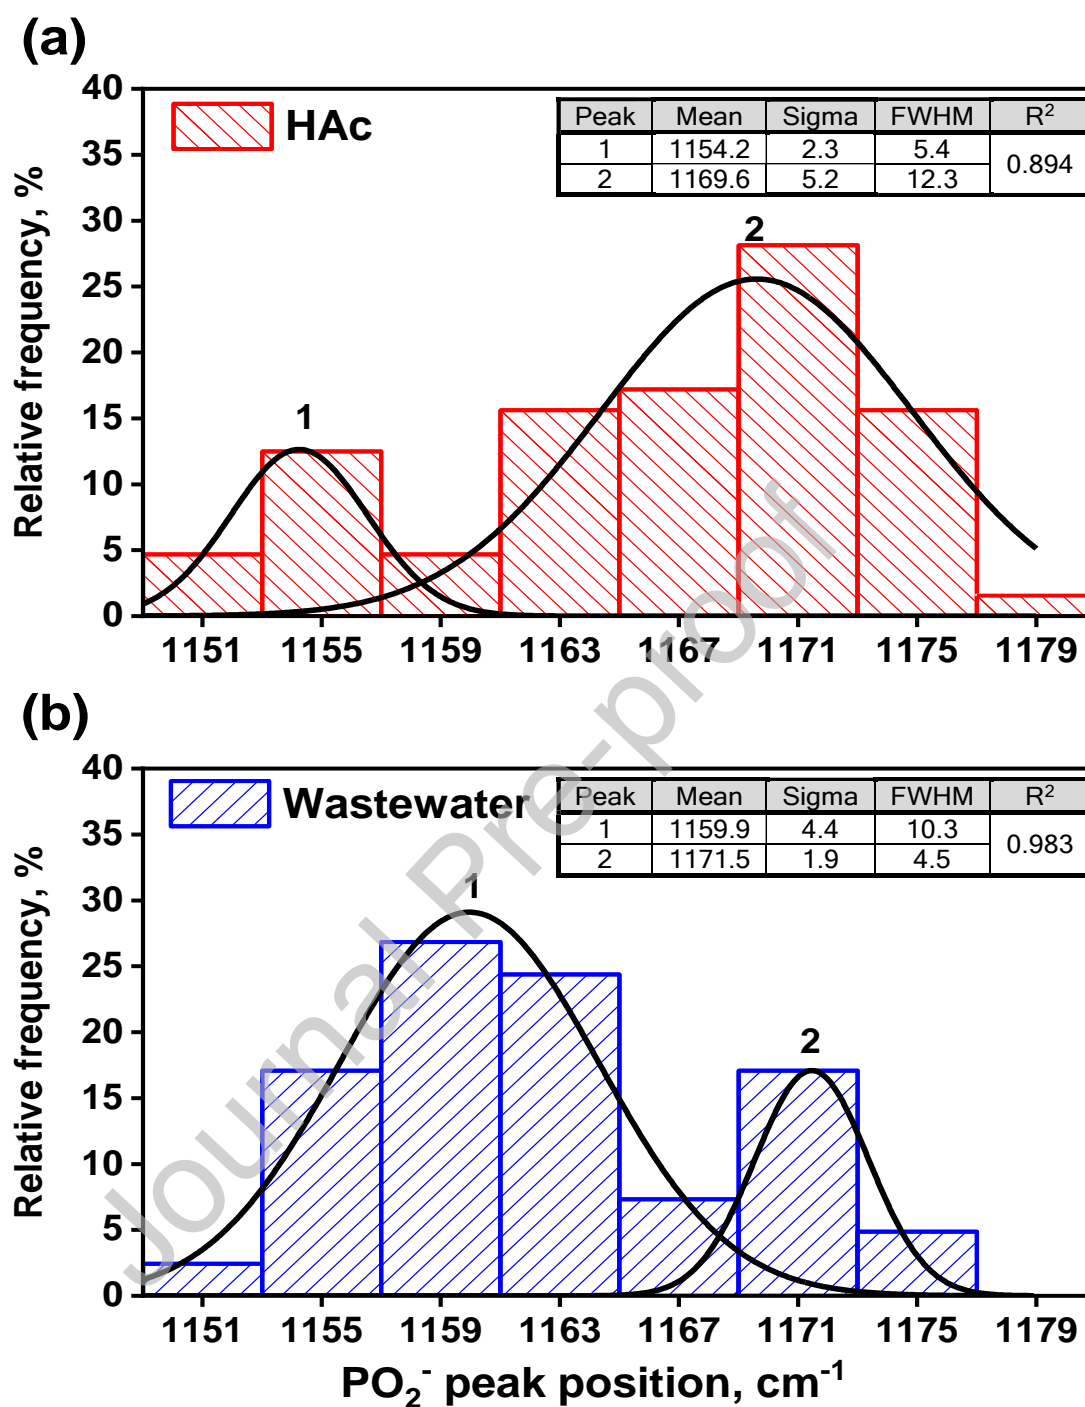 (a)
HAc
Peak Mean Sigma FWHM R²
1 1154.2 2.3 5.4 0.894
2 1169.6 5.2 12.3
40
35
30
25
20
15
10
5
0
Relative frequency, %
1
2
1151 1155 1159 1163 1167 1171 1175 1179
(b)
Wastewater
Peak Mean Sigma FWHM R²
1 1159.9 4.4 10.3 0.983
2 1171.5 1.9 4.5
40
35
30
25
20
15
10
5
0
Relative frequency, %
1
2
1151 1155 1159 1163 1167 1171 1175 1179
PO₂⁻ peak position, cm⁻¹
Journal Pre-proof